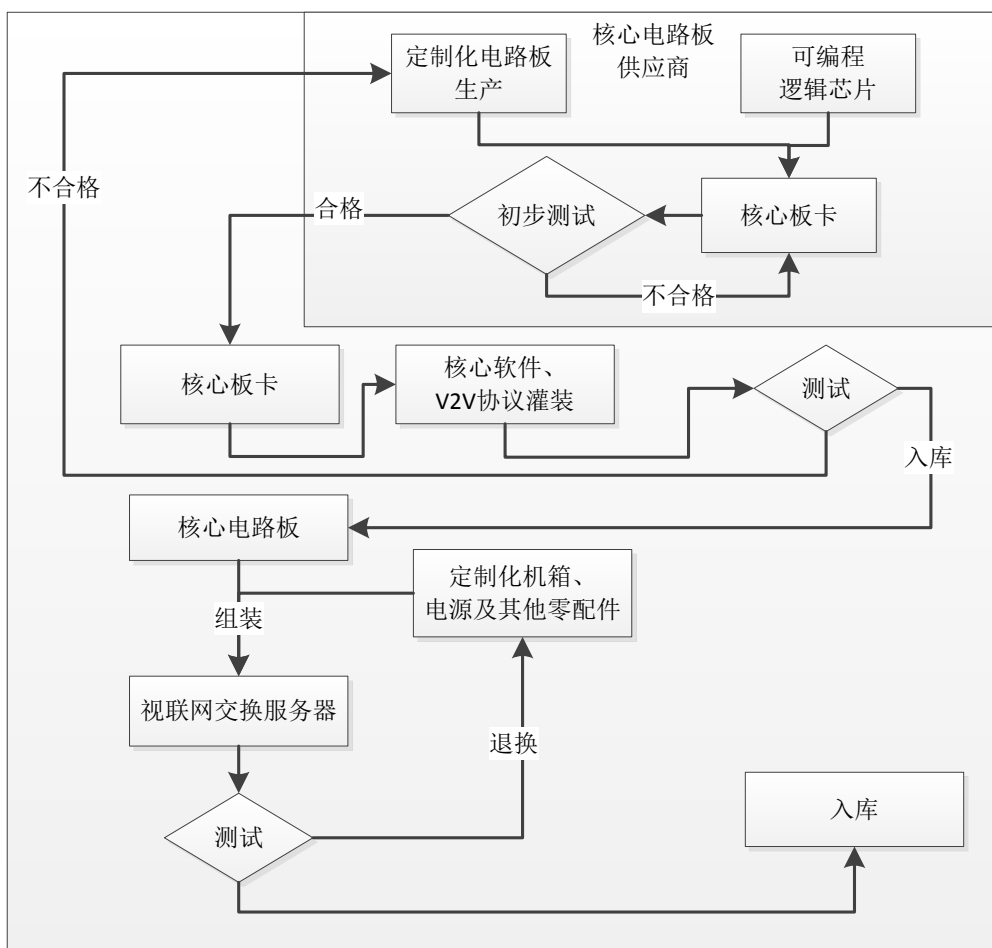 定制化电路板
生产
核心电路板
供应商
可编程
逻辑芯片
不合格
合格
初步测试
核心板卡
不合格
核心板卡
核心软件、
V2V协议灌装
测试
入库
核心电路板
定制化机箱、
电源及其他零配件
组装
视联网交换服务器
退换
测试
入库